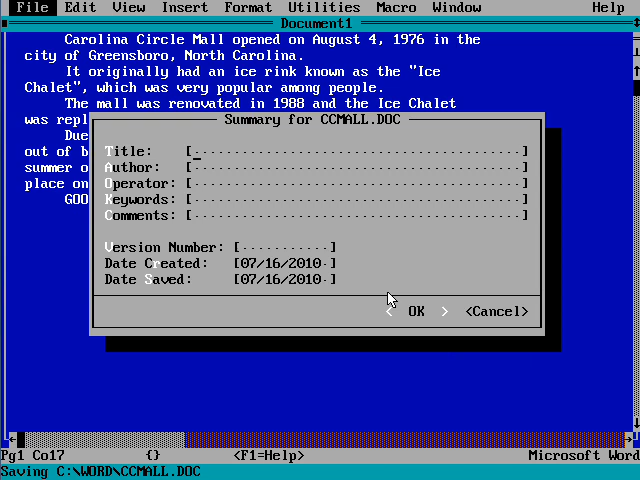 File Edit View Insert Format Utilities Macro Window Help
Document1
Carolina Circle Mall opened on August 4, 1976 in the
city of Greensboro, North Carolina.
It originally had an ice rink known as the "Ice
Chalet", which was very popular among people.
The mall was renovated in 1988 and the Ice Chalet
was repl
Due
out of b
summer o
place on
GOO
Summary for CCMALL.DOC
Title: [                                          ]
Author: [                                          ]
Operator: [                                          ]
Keywords: [                                          ]
Comments: [                                          ]
Version Number: [           ]
Date Created: [07/16/2010·]
Date Saved: [07/16/2010·]
< OK > <Cancel>
Pg1 Co17 {} <F1=Help> Microsoft Word
Saving C:\WORD\CCMALL.DOC